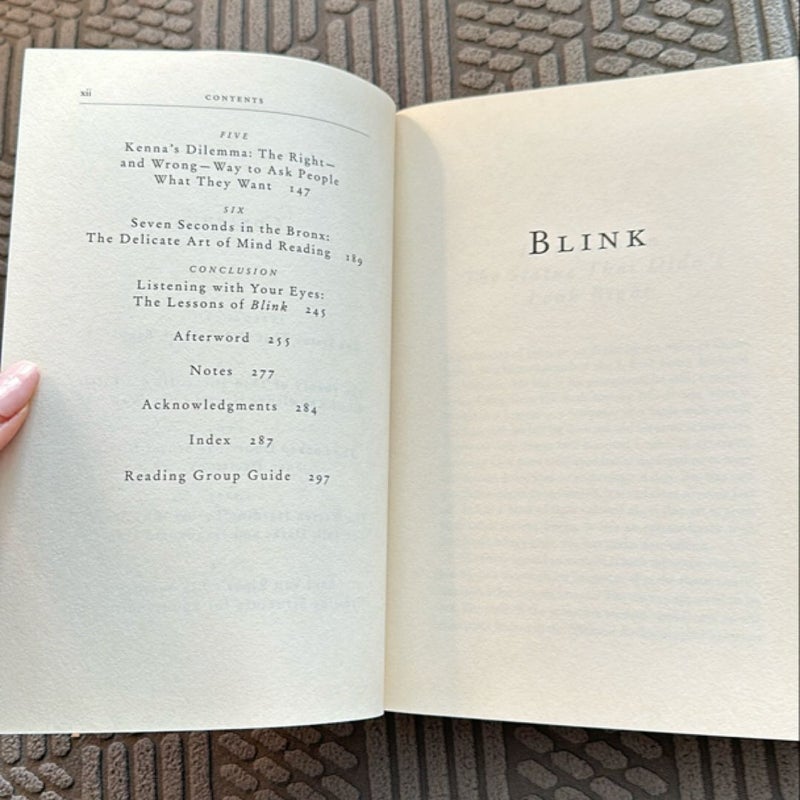 xii
CONTENTS
FIVE
Kenna's Dilemma: The Right—
and Wrong—Way to Ask People
What They Want 147
SIX
Seven Seconds in the Bronx:
The Delicate Art of Mind Reading 189
CONCLUSION
Listening with Your Eyes:
The Lessons of Blink 245
Afterword 255
Notes 277
Acknowledgments 284
Index 287
Reading Group Guide 297
BLINK